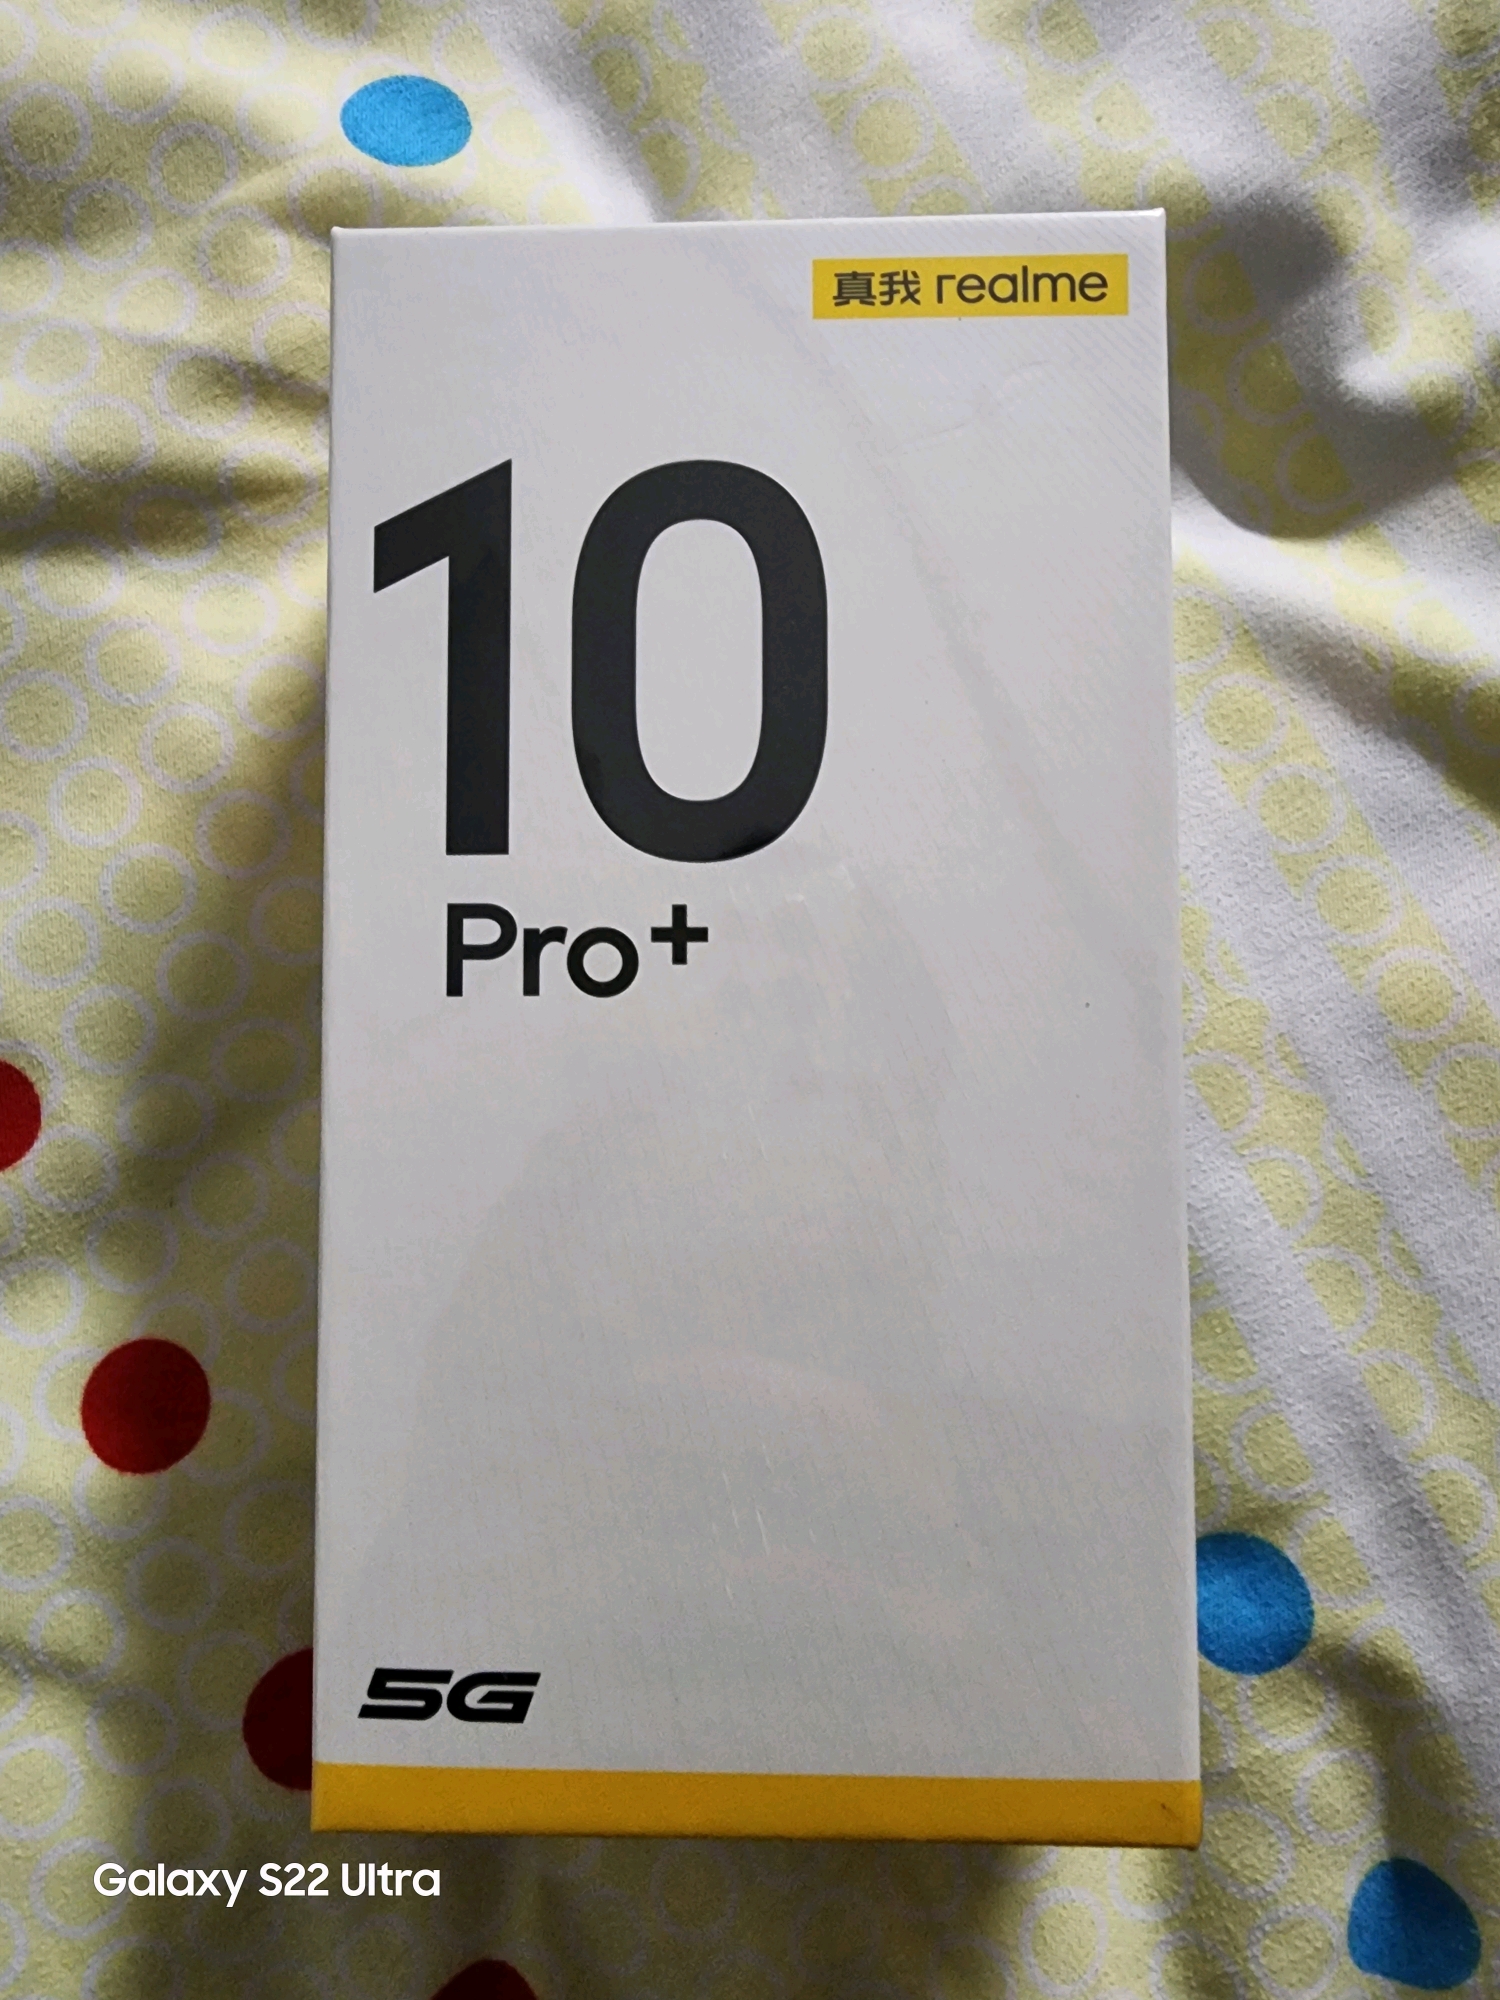 真我 realme
10
Pro+
5G
Galaxy S22 Ultra